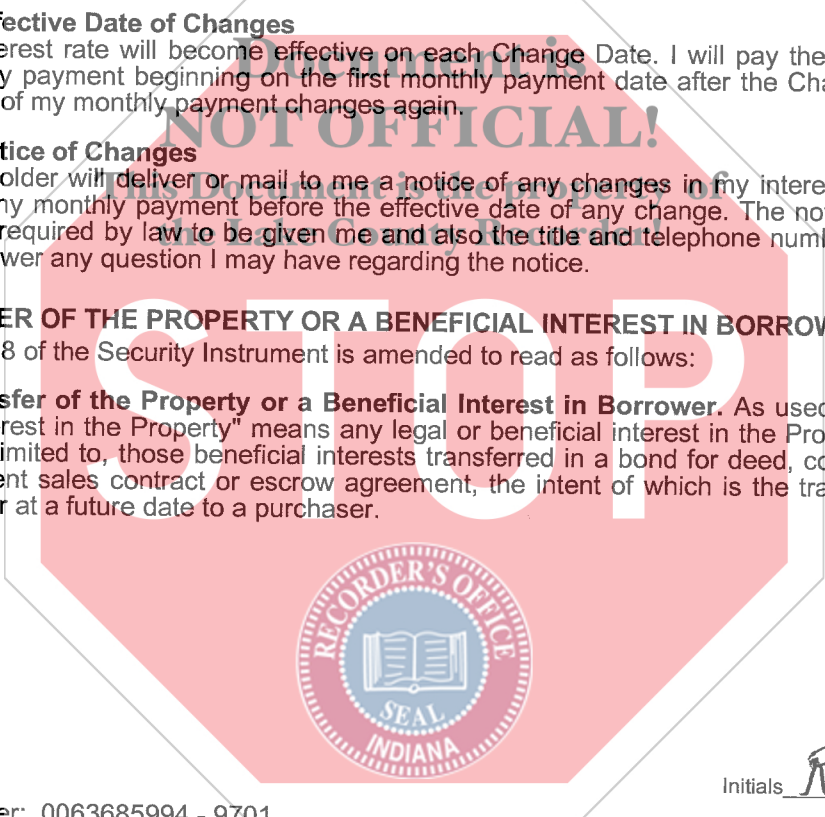 fective Date of Changes
erest rate will become effective on each Change Date. I will pay the
y payment beginning on the first monthly payment date after the Cha
of my monthly payment changes again.
tice of Changes
older will deliver or mail to me a notice of any changes in my intere
ny monthly payment before the effective date of any change. The no
required by law to be given me and also the title and telephone num
wer any question I may have regarding the notice.
ER OF THE PROPERTY OR A BENEFICIAL INTEREST IN BORROW
8 of the Security Instrument is amended to read as follows:
sfer of the Property or a Beneficial Interest in Borrower. As used
rest in the Property" means any legal or beneficial interest in the Pro
imited to, those beneficial interests transferred in a bond for deed, co
ent sales contract or escrow agreement, the intent of which is the tra
r at a future date to a purchaser.
Document is
NOT OFFICIAL!
This Document is the property of
the Lake County Recorder!
STOP
RECORDER'S OFFICE
SEAL
INDIANA
Initials
er: 0063685994 - 9701